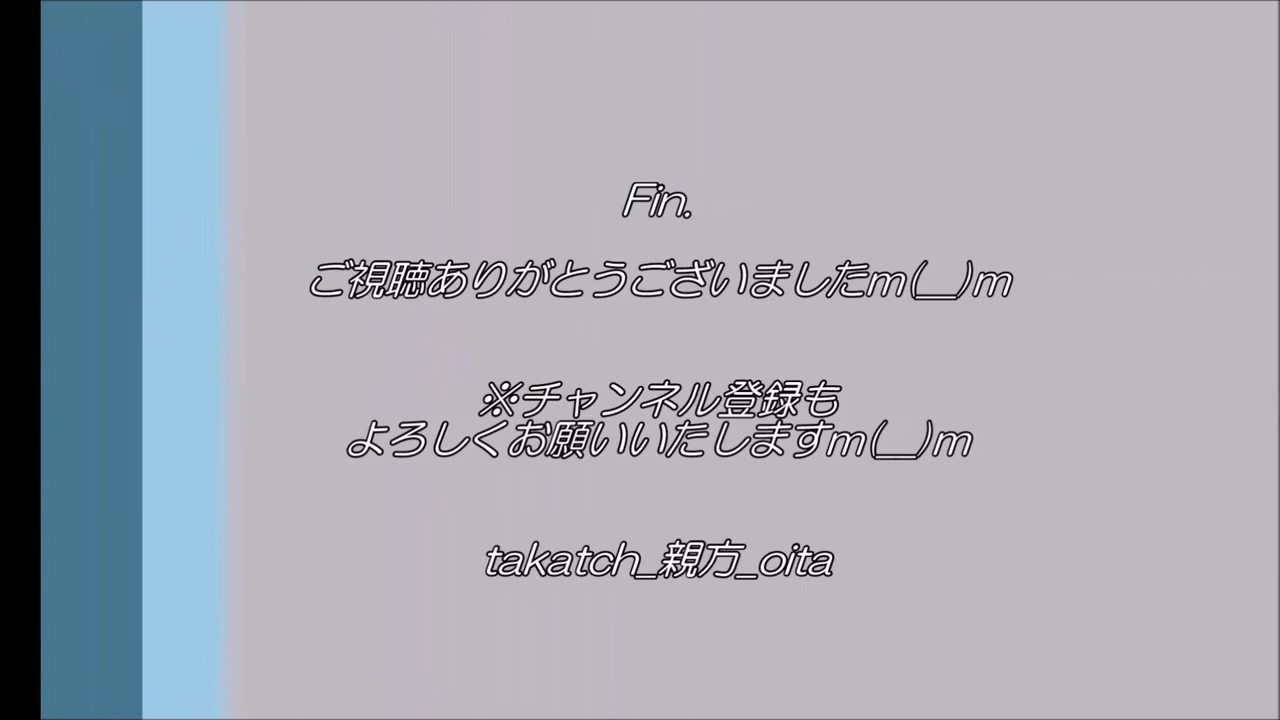 Fin.
ご視聴ありがとうございましたm(__)m
※チャンネル登録も
よろしくお願いいたしますm(__)m
takatch_親方_oita